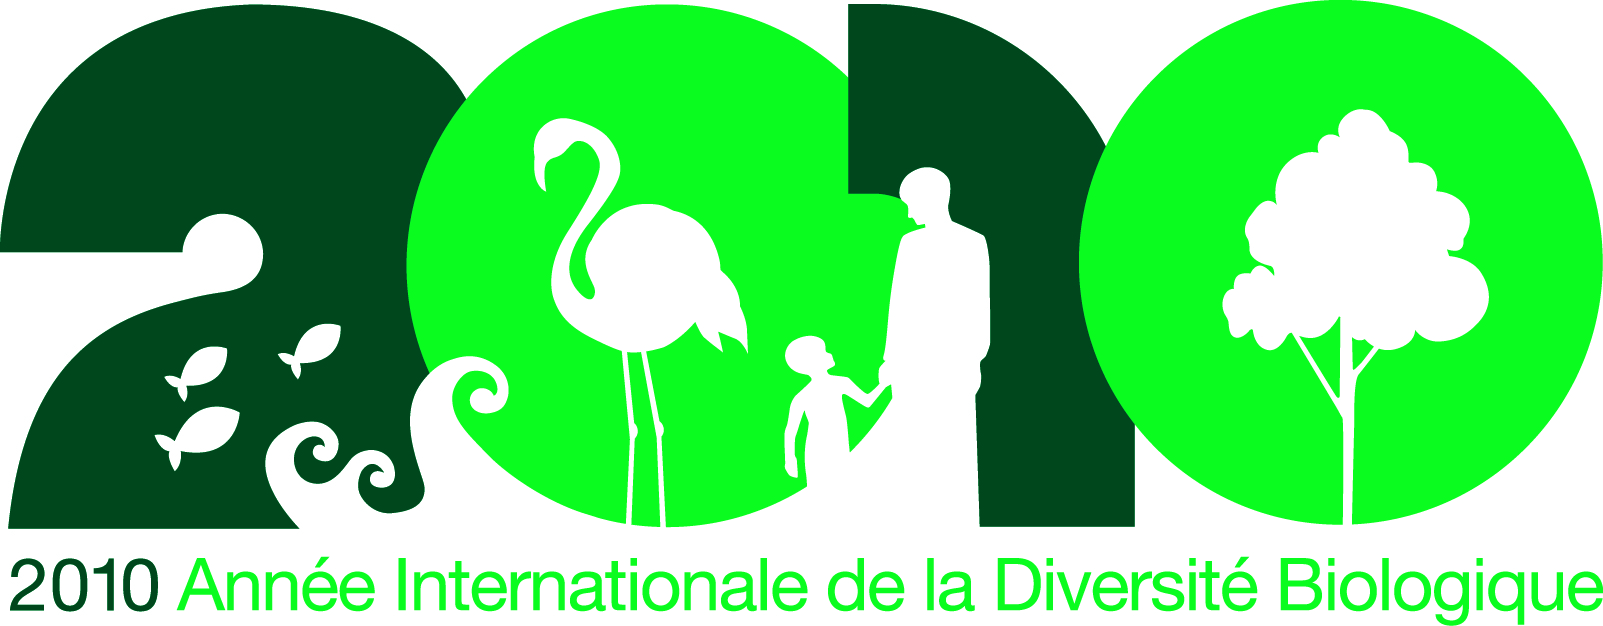 2010
2010 Année Internationale de la Diversité Biologique